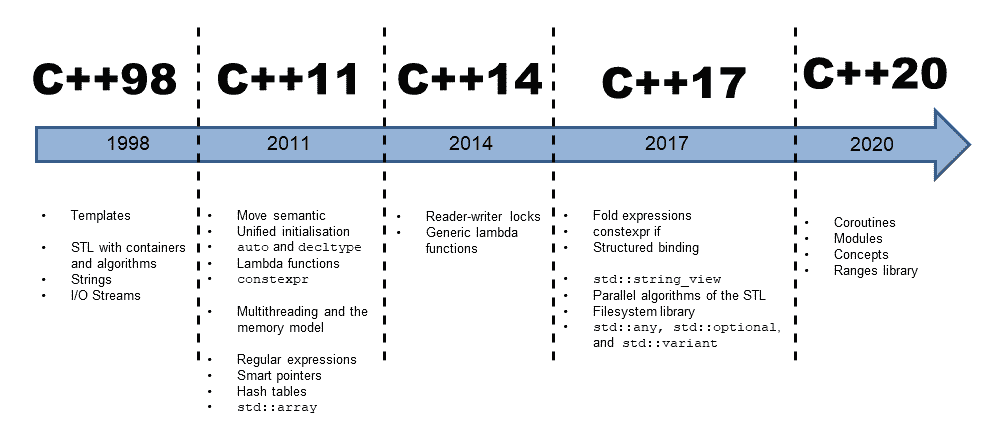 C++98
C++11
C++14
C++17
C++20
1998
2011
2014
2017
2020
• Templates
• STL with containers
and algorithms
• Strings
• I/O Streams
• Move semantic
• Unified initialisation
• auto and decltype
• Lambda functions
• constexpr
• Multithreading and the
memory model
• Regular expressions
• Smart pointers
• Hash tables
• std::array
• Reader-writer locks
• Generic lambda
functions
• Fold expressions
• constexpr if
• Structured binding
• std::string_view
• Parallel algorithms of the STL
• Filesystem library
• std::any, std::optional,
and std::variant
• Coroutines
• Modules
• Concepts
• Ranges library